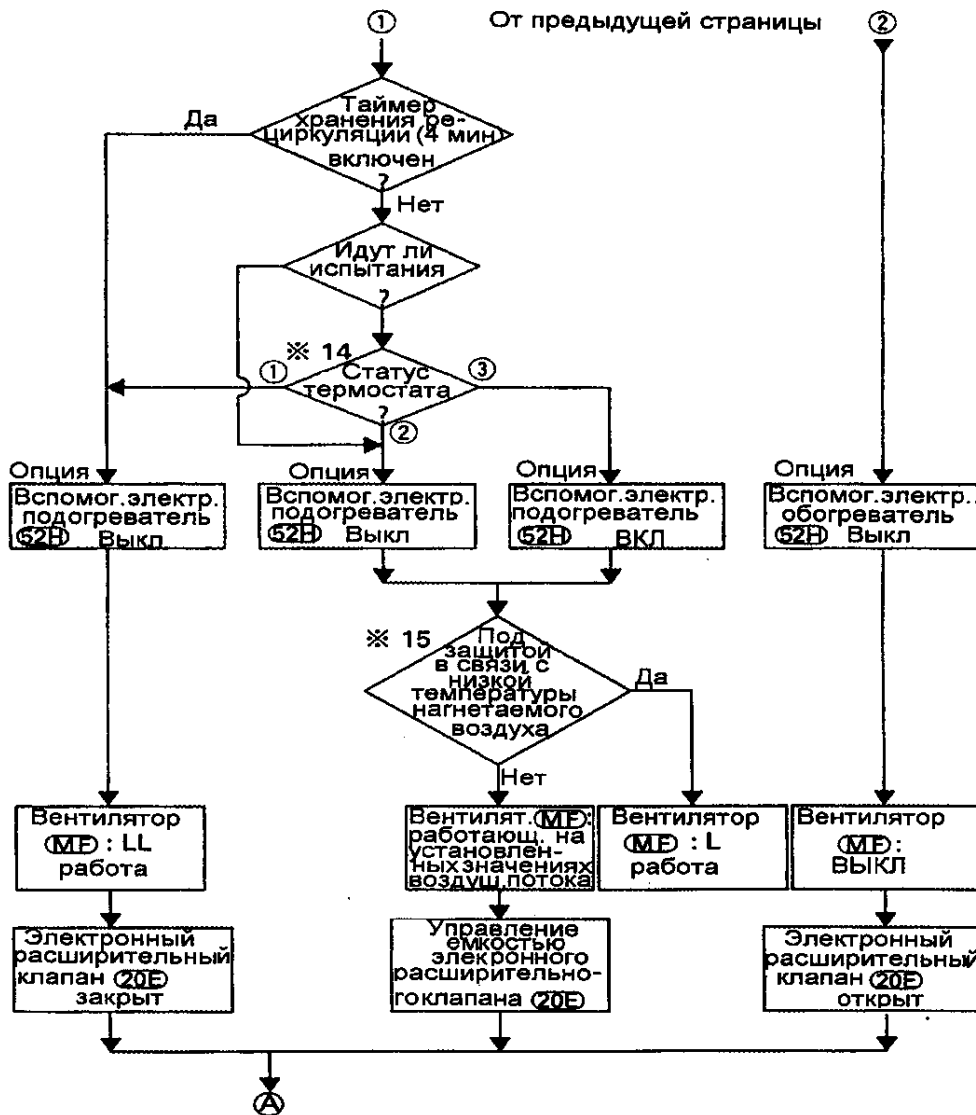 ① От предыдущей страницы ②
Таймер
хранения ре-
циркуляции (4 мин)
включен
?
Да
Нет
Идут ли
испытания
?
※ 14
① ③
Статус
термостата
?
②
Опция
Вспомог.электр.
подогреватель
52H Выкл
Опция
Вспомог.электр.
подогреватель
52H Выкл
Опция
Вспомог.электр.
подогреватель
52H ВКЛ
Опция
Вспомог.электр..
обогреватель
52H Выкл
※ 15
Под
защитой
в связи с
низкой
температуры
нагнетаемого
воздуха
Да
Нет
Вентилятор
MF : LL
работа
Вентилят. MF:
работающ. на
установлен-
ных значениях
воздуш.потока
Вентилятор
MF : L
работа
Вентилятор
MF :
ВЫКЛ
Электронный
расширительный
клапан 20E
закрыт
Управление
емкостью
элекронного
расширительно-
гоклапана 20E
Электронный
расширительный
клапан 20E
открыт
A